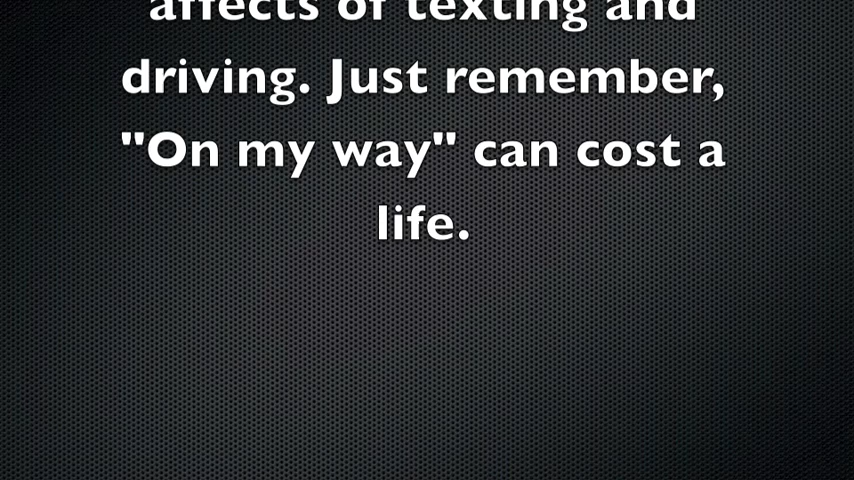 affects of texting and
driving. Just remember,
"On my way" can cost a
life.